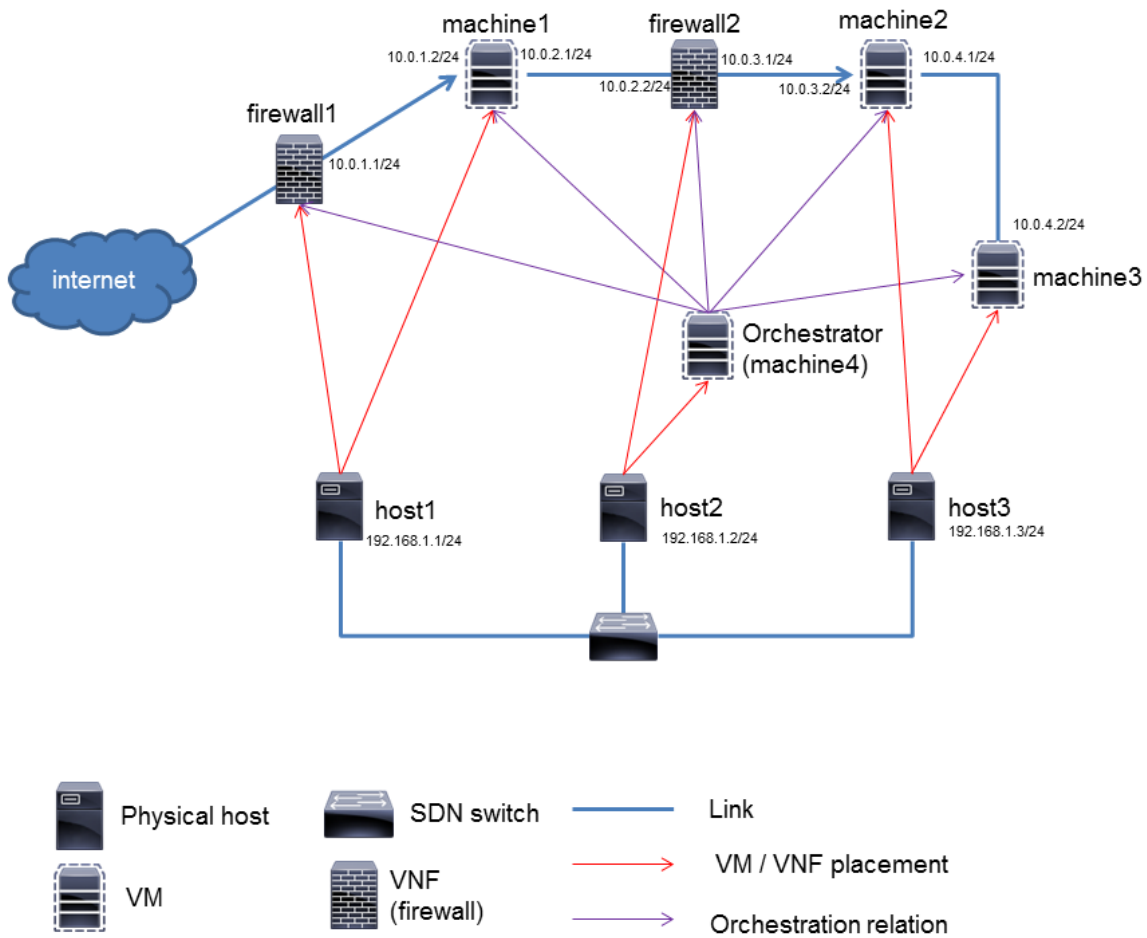 machine1
firewall2
machine2
10.0.1.2/24
10.0.2.1/24
10.0.2.2/24
10.0.3.1/24
10.0.3.2/24
10.0.4.1/24
firewall1
10.0.1.1/24
internet
10.0.4.2/24
machine3
Orchestrator
(machine4)
host1
192.168.1.1/24
host2
192.168.1.2/24
host3
192.168.1.3/24
Physical host
SDN switch
Link
VM
VNF
(firewall)
VM / VNF placement
Orchestration relation